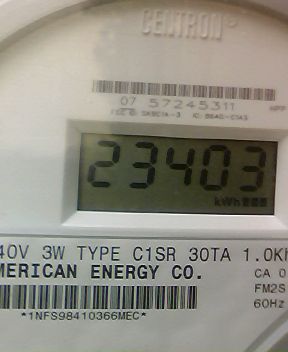 CENTRON®
07 57245311
23403
kWh
40V 3W TYPE C1SR 30TA 1.0Kh
MERICAN ENERGY CO.
CA 0
FM2S
60Hz
*1NFS98410366MEC*